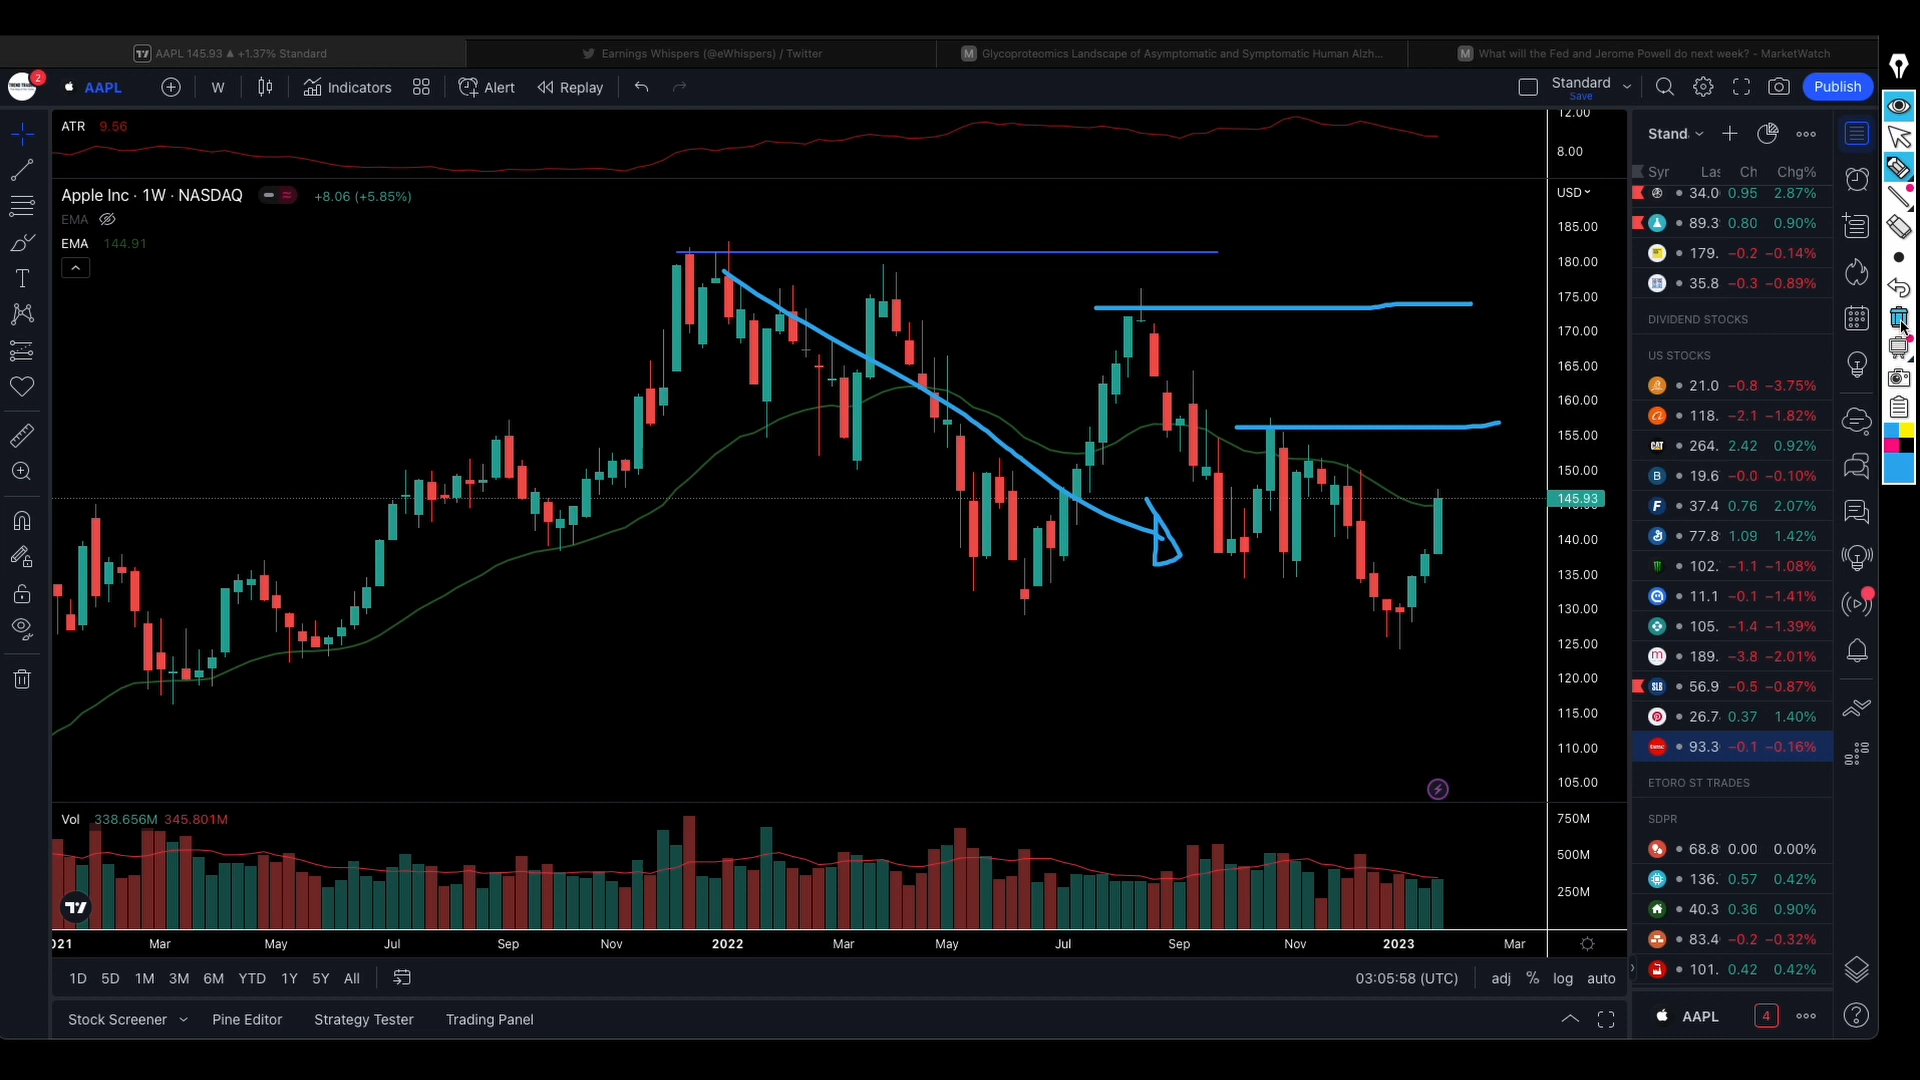 AAPL 145.93 ▲ +1.37% Standard
Earnings Whispers (@eWhispers) / Twitter
Glycoproteomics Landscape of Asymptomatic and Symptomatic Human Alzh...
What will the Fed and Jerome Powell do next week? - MarketWatch
2
AAPL
W
Indicators
Alert
Replay
Standard
Save
Publish
ATR 9.56
12.00
8.00
Apple Inc · 1W · NASDAQ
+8.06 (+5.85%)
EMA
EMA 144.91
USD
185.00
180.00
175.00
170.00
165.00
160.00
155.00
150.00
145.93
140.00
135.00
130.00
125.00
120.00
115.00
110.00
105.00
Vol 338.656M 345.801M
750M
500M
250M
Mar May Jul Sep Nov 2022 Mar May Jul Sep Nov 2023 Mar
1D 5D 1M 3M 6M YTD 1Y 5Y All
03:05:58 (UTC)
adj % log auto
Stock Screener
Pine Editor
Strategy Tester
Trading Panel
Stand
Syr Las Ch Chg%
34.0 0.95 2.87%
89.3 0.80 0.90%
179. −0.2 −0.14%
35.8 −0.3 −0.89%
DIVIDEND STOCKS
US STOCKS
21.0 −0.8 −3.75%
118. −2.1 −1.82%
CAT 264. 2.42 0.92%
B 19.6 −0.0 −0.10%
F 37.4 0.76 2.07%
77.8 1.09 1.42%
102. −1.1 −1.08%
11.1 −0.1 −1.41%
105. −1.4 −1.39%
m 189. −3.8 −2.01%
SLB 56.9 −0.5 −0.87%
26.7 0.37 1.40%
93.3 −0.1 −0.16%
ETORO ST TRADES
SDPR
68.8 0.00 0.00%
136. 0.57 0.42%
40.3 0.36 0.90%
83.4 −0.2 −0.32%
101. 0.42 0.42%
AAPL 4